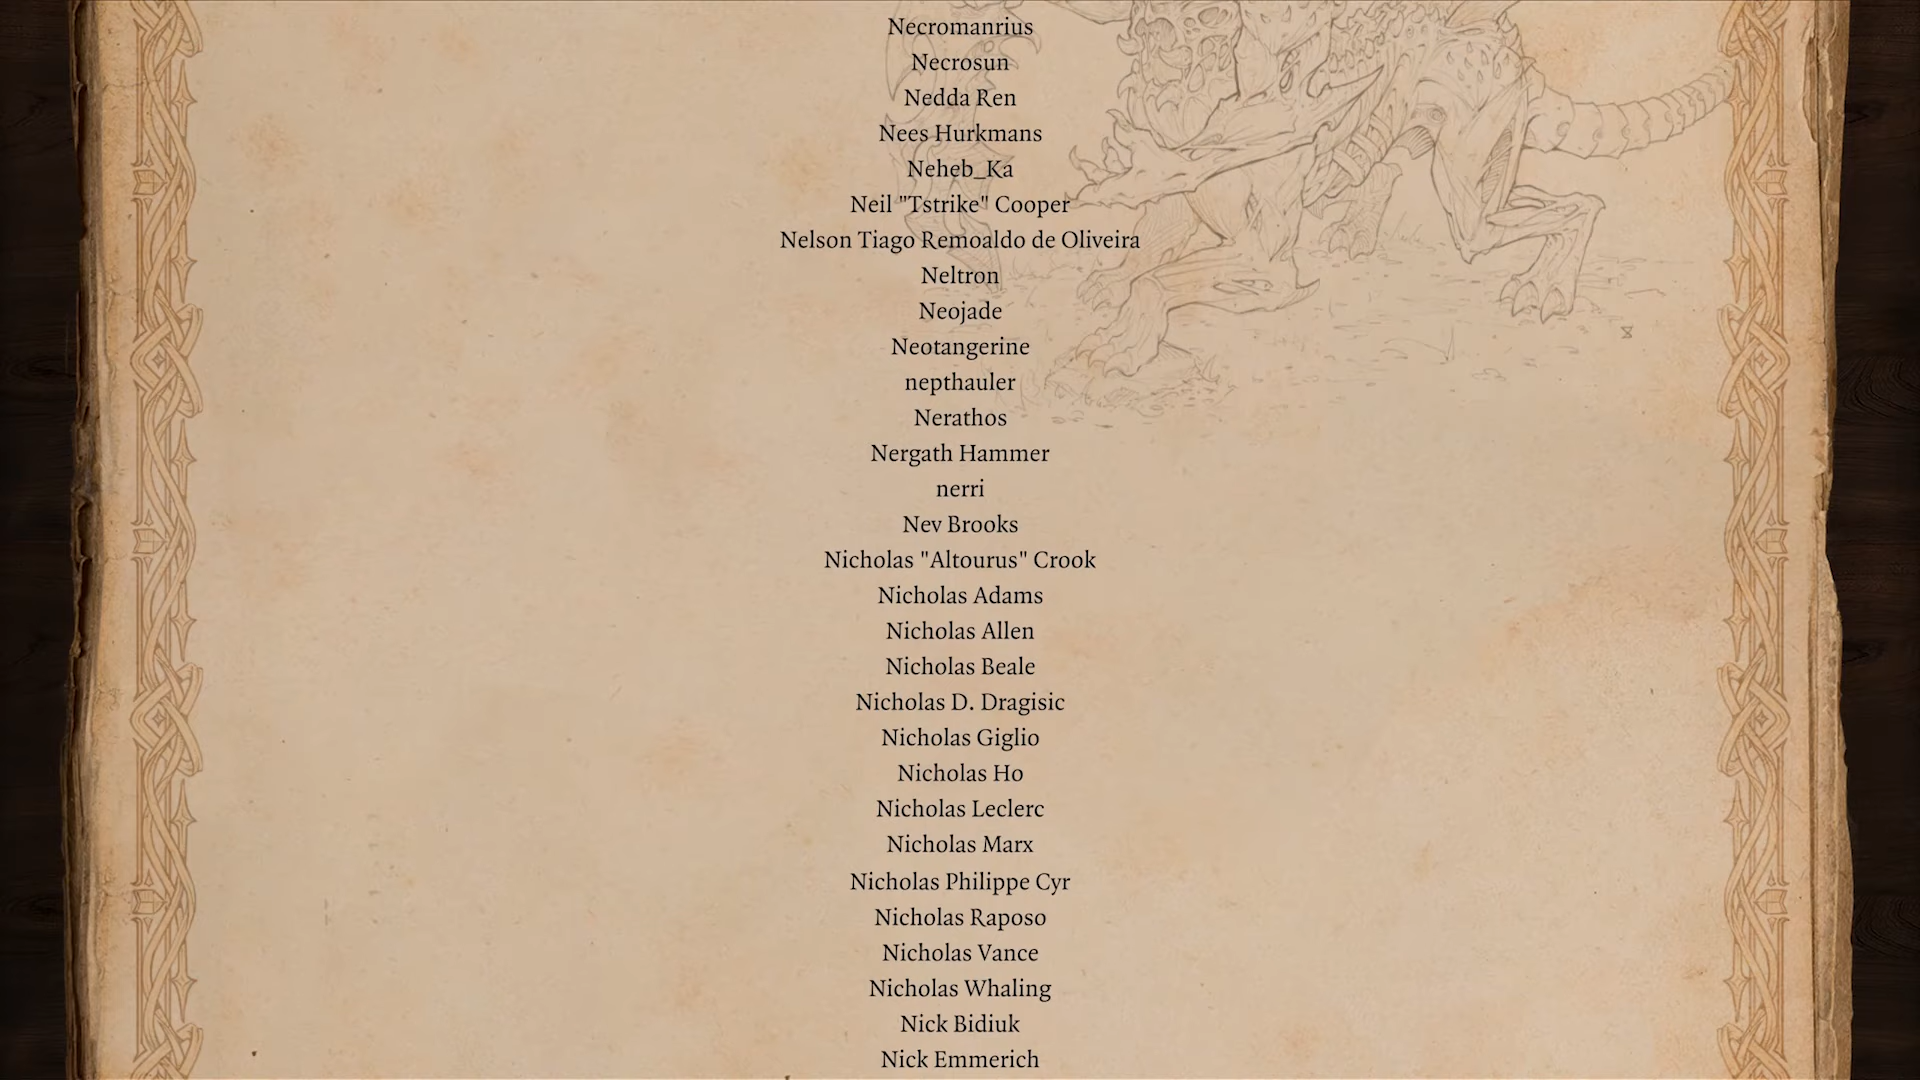 Necromanrius
Necrosun
Nedda Ren
Nees Hurkmans
Neheb_Ka
Neil "Tstrike" Cooper
Nelson Tiago Remoaldo de Oliveira
Neltron
Neojade
Neotangerine
nepthauler
Nerathos
Nergath Hammer
nerri
Nev Brooks
Nicholas "Altourus" Crook
Nicholas Adams
Nicholas Allen
Nicholas Beale
Nicholas D. Dragisic
Nicholas Giglio
Nicholas Ho
Nicholas Leclerc
Nicholas Marx
Nicholas Philippe Cyr
Nicholas Raposo
Nicholas Vance
Nicholas Whaling
Nick Bidiuk
Nick Emmerich